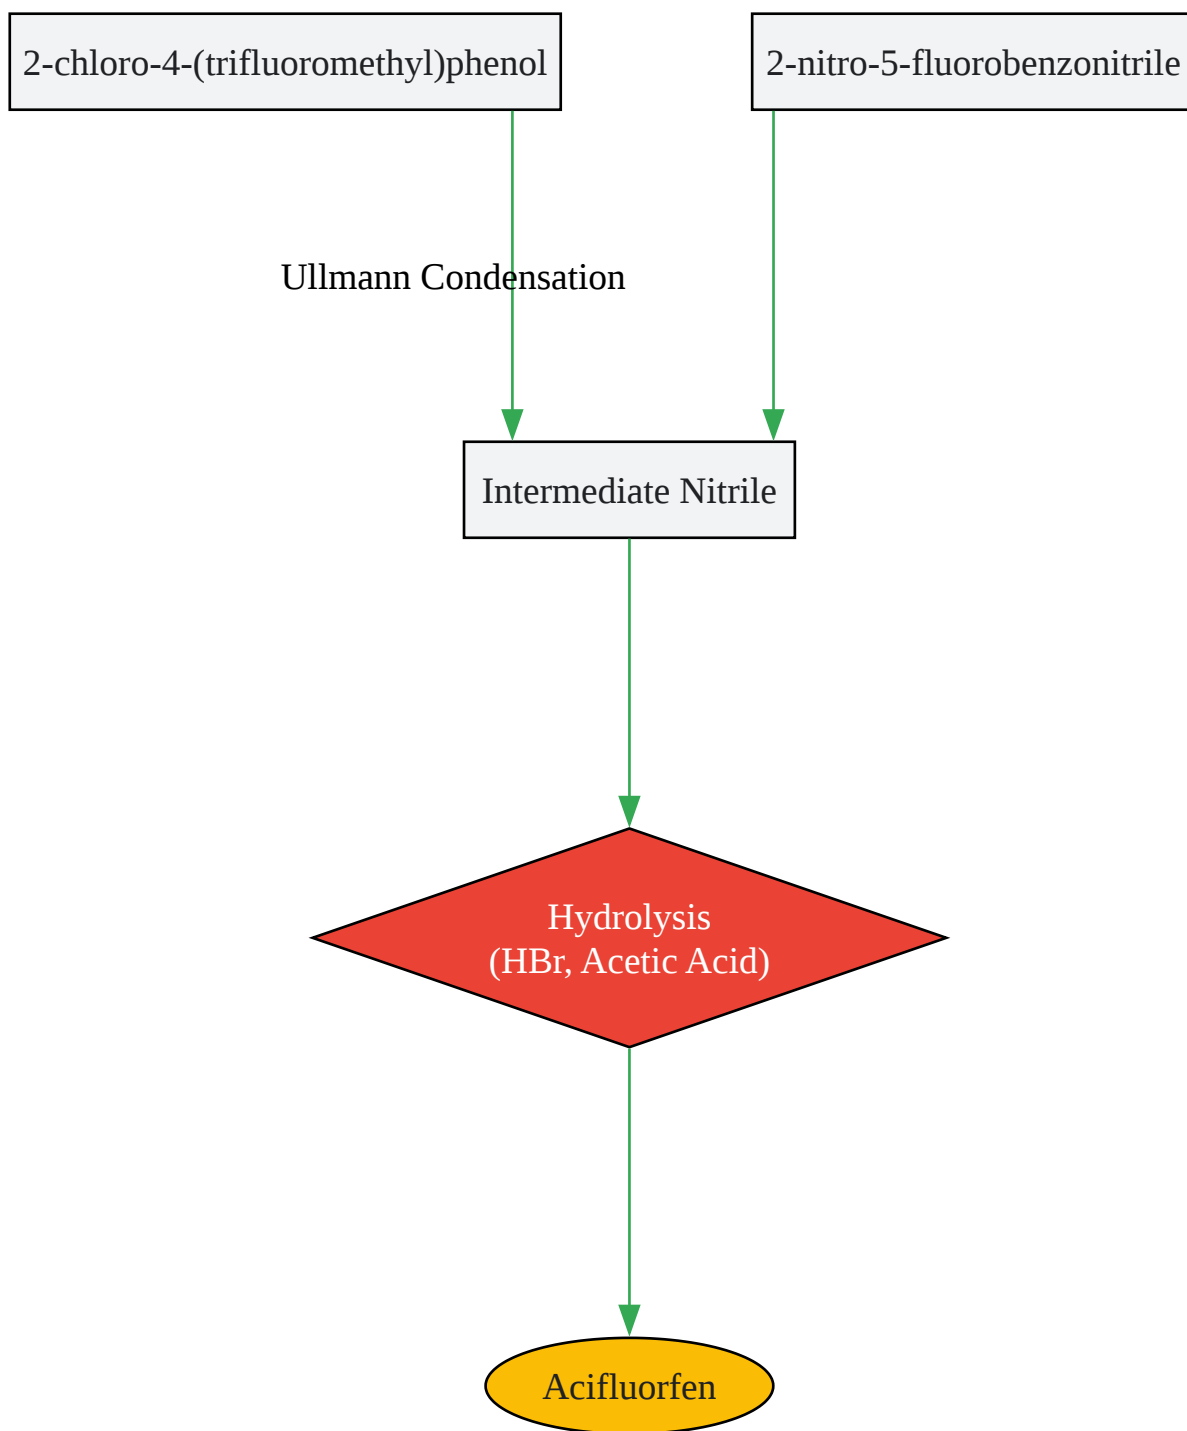 2-chloro-4-(trifluoromethyl)phenol
2-nitro-5-fluorobenzonitrile
Ullmann Condensation
Intermediate Nitrile
Hydrolysis
(HBr, Acetic Acid)
Acifluorfen